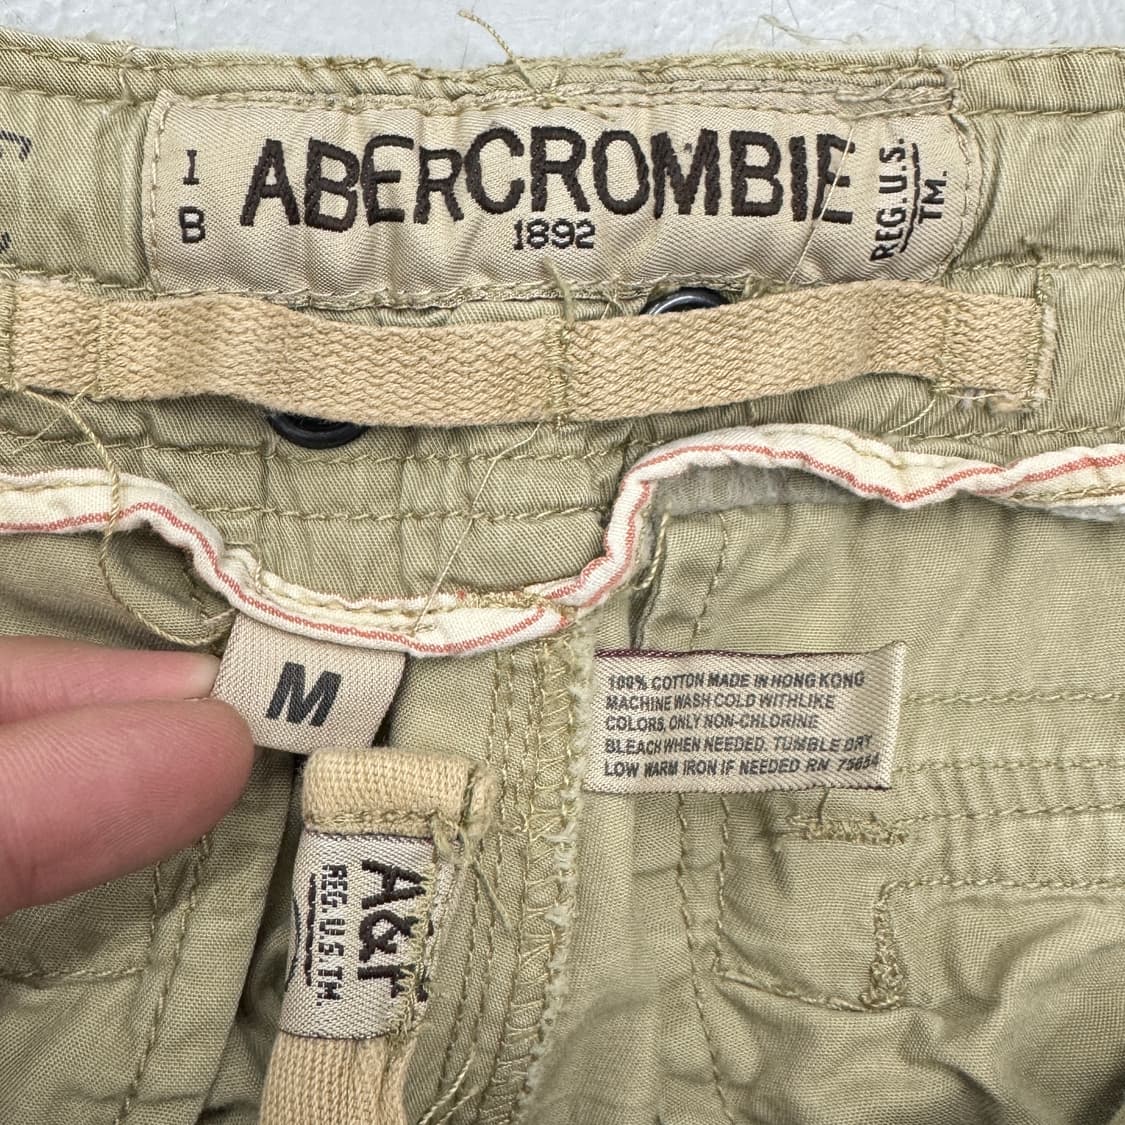 I
B
ABERCROMBIE
1892
REG.U.S.
TM.
M
100% COTTON MADE IN HONG KONG
MACHINE WASH COLD WITHLIKE
COLORS, ONLY NON-CHLORINE
BLEACH WHEN NEEDED. TUMBLE DRY
LOW WARM IRON IF NEEDED RN 75654
A&F
REG. U.S.TM.